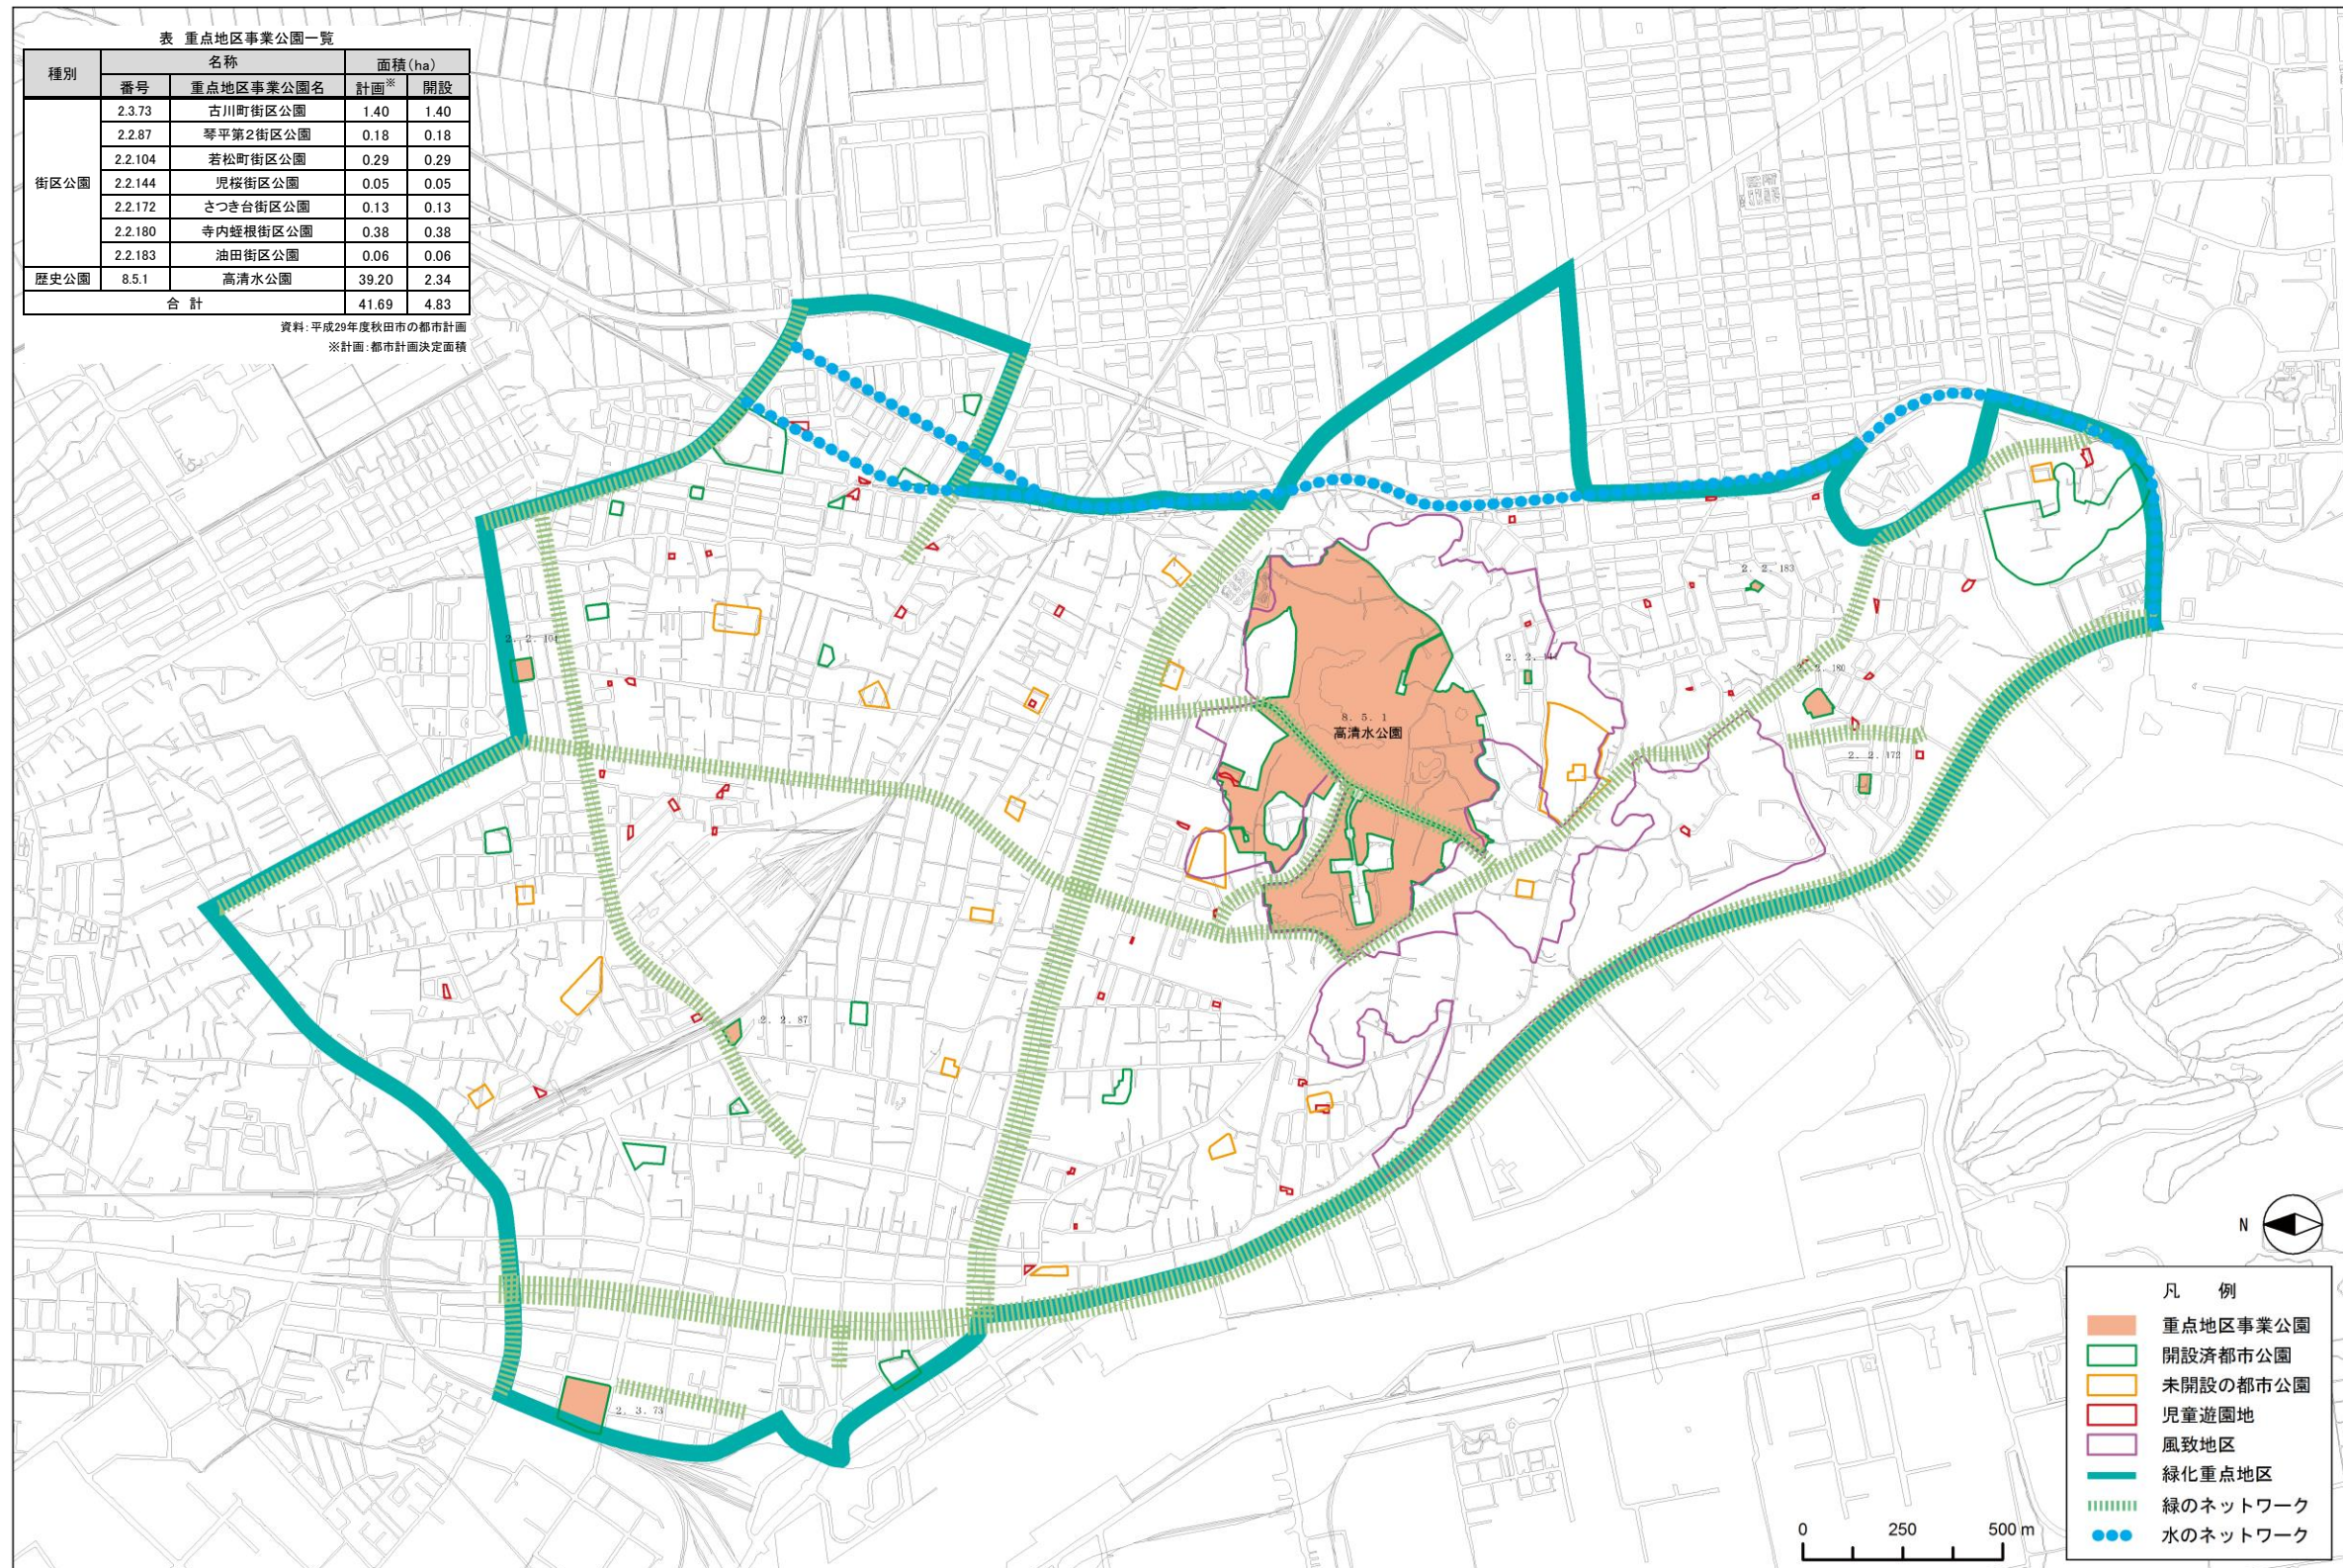 表 重点地区事業公園一覧
種別 名称 面積(ha)
番号 重点地区事業公園名 計画※ 開設
街区公園 2.3.73 古川町街区公園 1.40 1.40
2.2.87 琴平第2街区公園 0.18 0.18
2.2.104 若松町街区公園 0.29 0.29
2.2.144 児桜街区公園 0.05 0.05
2.2.172 さつき台街区公園 0.13 0.13
2.2.180 寺内蛭根街区公園 0.38 0.38
2.2.183 油田街区公園 0.06 0.06
歴史公園 8.5.1 高清水公園 39.20 2.34
合 計 41.69 4.83
資料:平成29年度秋田市の都市計画
※計画:都市計画決定面積
2. 2. 183
2. 2. 104
2. 2. 144
2. 2. 180
8. 5. 1
高清水公園
2. 2. 172
2. 2. 87
2. 3. 73
N
凡 例
重点地区事業公園
開設済都市公園
未開設の都市公園
児童遊園地
風致地区
緑化重点地区
緑のネットワーク
水のネットワーク
0 250 500 m